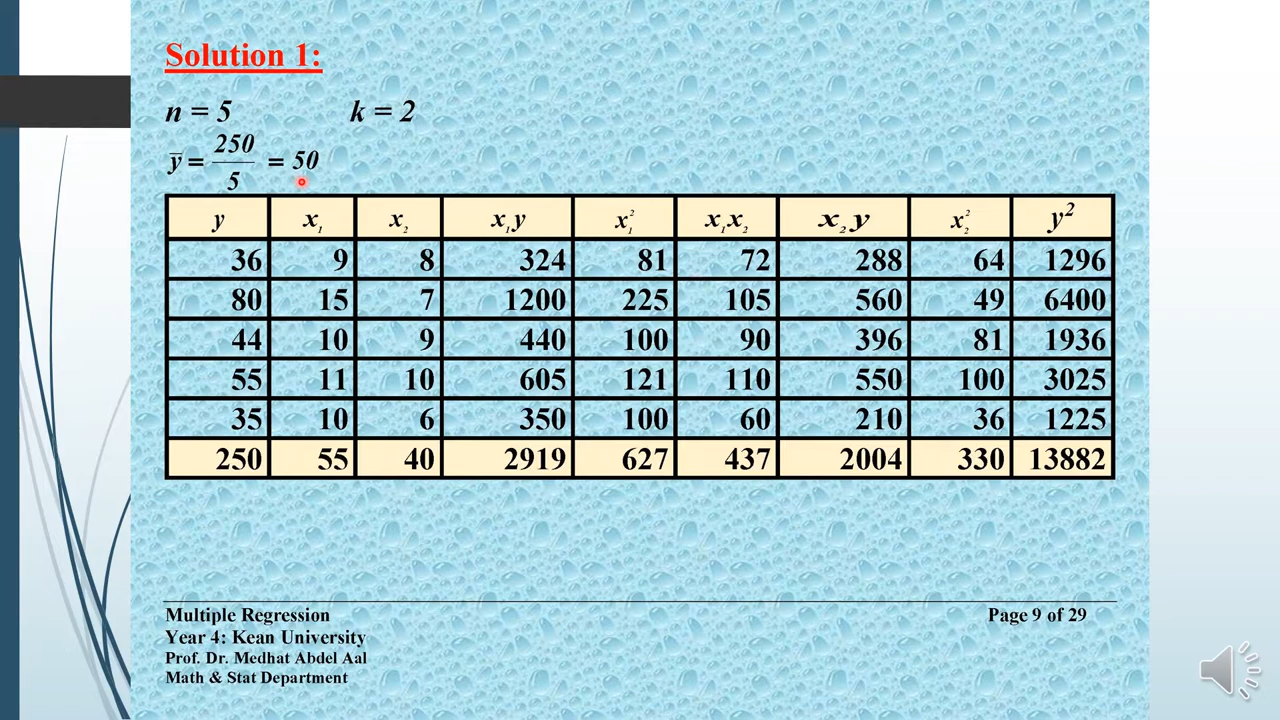 Solution 1:
n = 5 k = 2
y̅ = 250/5 = 50
y x₁ x₂ x₁y x₁² x₁x₂ x₂y x₂² y²
36 9 8 324 81 72 288 64 1296
80 15 7 1200 225 105 560 49 6400
44 10 9 440 100 90 396 81 1936
55 11 10 605 121 110 550 100 3025
35 10 6 350 100 60 210 36 1225
250 55 40 2919 627 437 2004 330 13882
Multiple Regression Page 9 of 29
Year 4: Kean University
Prof. Dr. Medhat Abdel Aal
Math & Stat Department